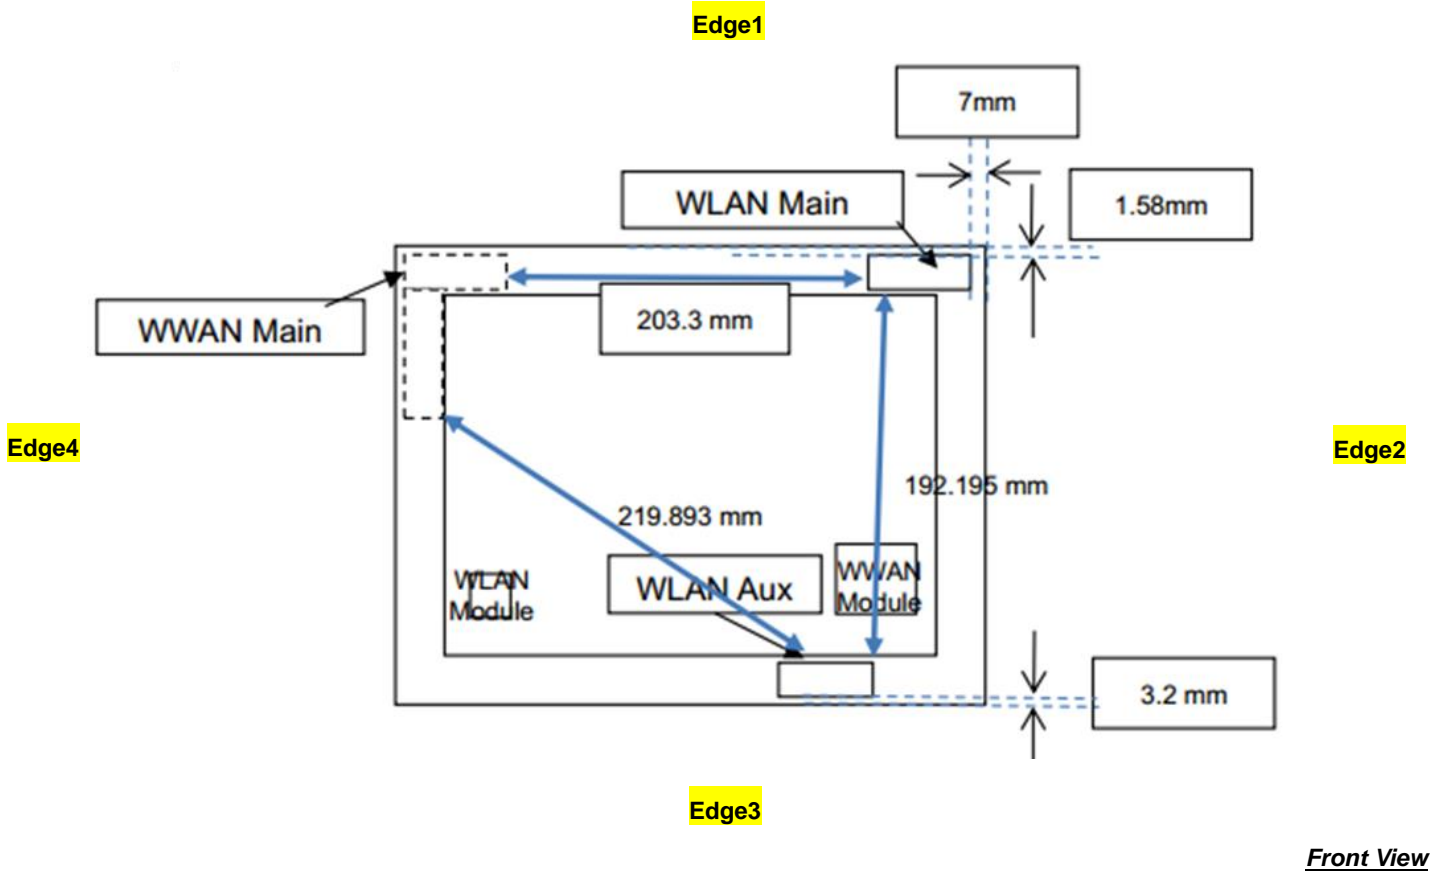 Edge1
7mm
1.58mm
WLAN Main
WWAN Main
203.3 mm
Edge4
Edge2
192.195 mm
219.893 mm
WLAN
Module
WLAN Aux
WWAN
Module
3.2 mm
Edge3
Front View